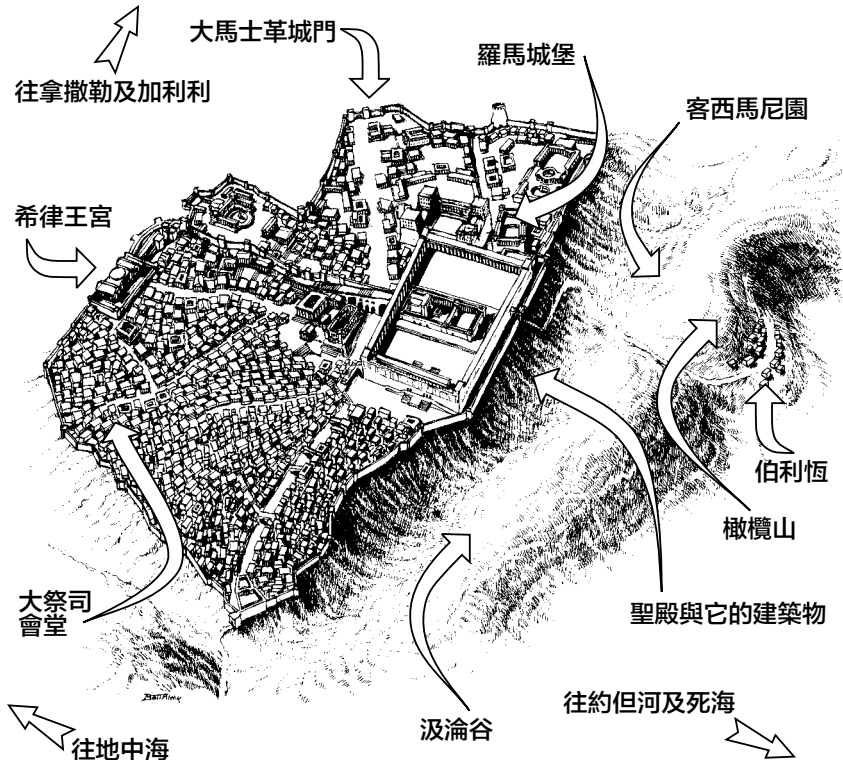 大馬士革城門
羅馬城堡
往拿撒勒及加利利
客西馬尼園
希律王宮
伯利恆
橄欖山
大祭司
會堂
聖殿與它的建築物
汲淪谷
往約但河及死海
往地中海